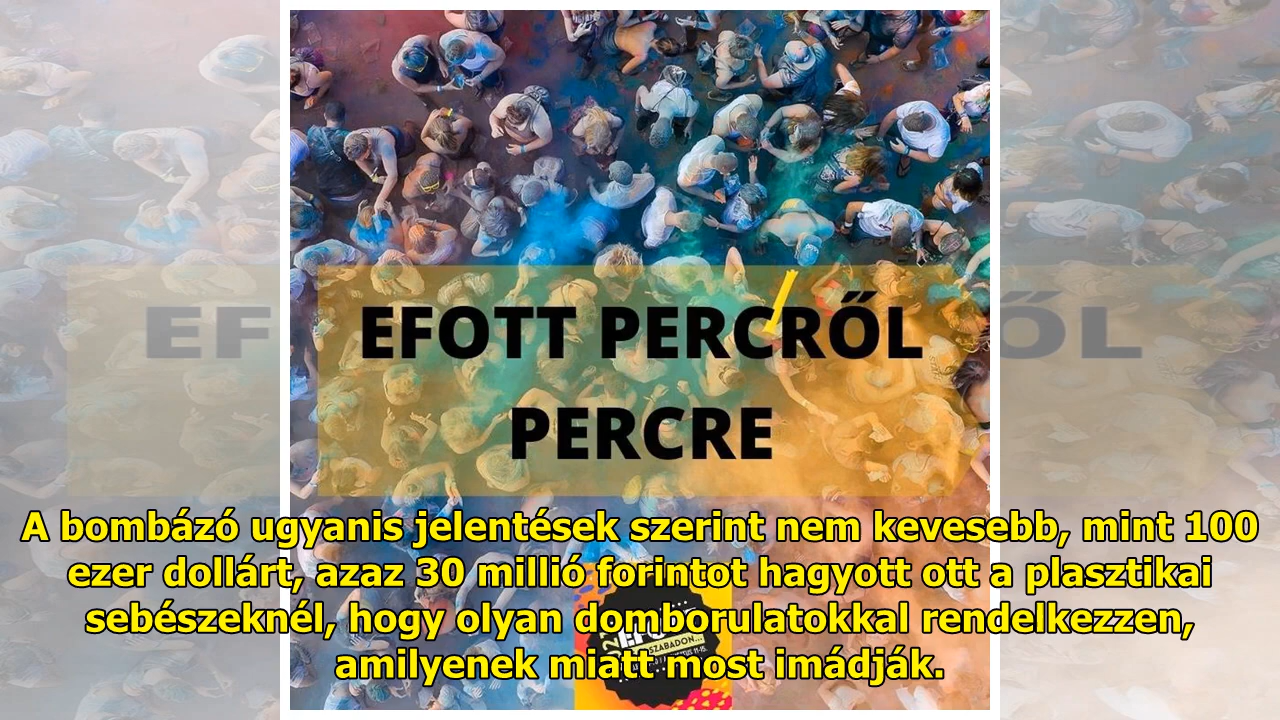 EFOTT PERCRŐL
PERCRE
A bombázó ugyanis jelentések szerint nem kevesebb, mint 100
ezer dollárt, azaz 30 millió forintot hagyott ott a plasztikai
sebészeknél, hogy olyan domborulatokkal rendelkezzen,
amilyenek miatt most imádják.
SZABADON...